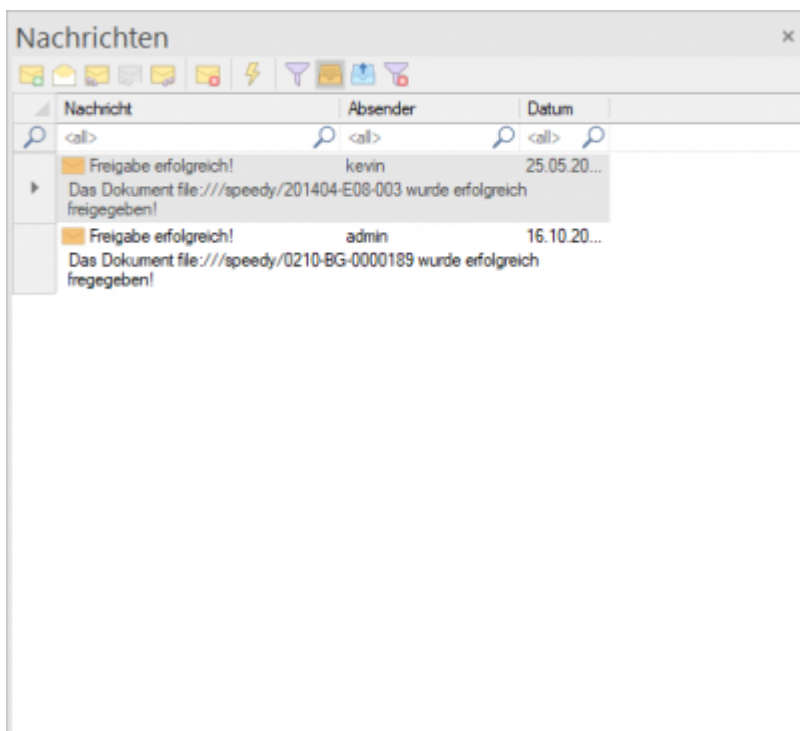 Nachrichten
Nachricht Absender Datum
<all> <all> <all>
Freigabe erfolgreich! kevin 25.05.20...
Das Dokument file:///speedy/201404-E08-003 wurde erfolgreich
freigegeben!
Freigabe erfolgreich! admin 16.10.20...
Das Dokument file:///speedy/0210-BG-0000189 wurde erfolgreich
fregegeben!